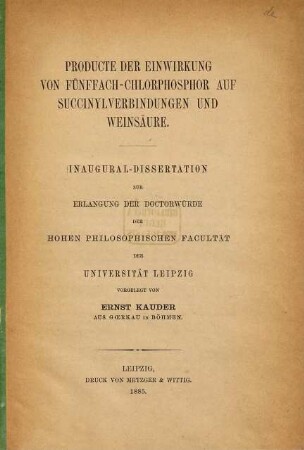 PRODUCTE DER EINWIRKUNG
VON FÜNFFACH-CHLORPHOSPHOR AUF
SUCCINYLVERBINDUNGEN UND
WEINSÄURE.
INAUGURAL-DISSERTATION
ZUR
ERLANGUNG DER DOCTORWÜRDE
DER
HOHEN PHILOSOPHISCHEN FACULTÄT
DER
UNIVERSITÄT LEIPZIG
VORGELEGT VON
ERNST KAUDER
AUS GOERKAU IN BÖHMEN.
LEIPZIG,
DRUCK VON METZGER & WITTIG.
1885.